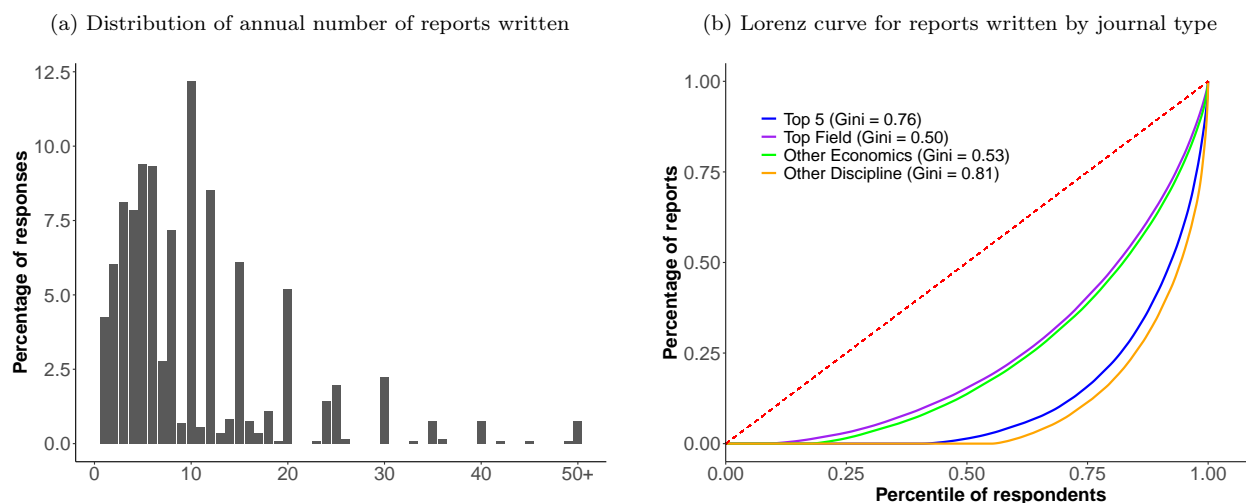 (a) Distribution of annual number of reports written
12.5
10.0
7.5
5.0
2.5
0.0
Percentage of responses
0 10 20 30 40 50+
(b) Lorenz curve for reports written by journal type
1.00
0.75
0.50
0.25
0.00
Percentage of reports
Top 5 (Gini = 0.76)
Top Field (Gini = 0.50)
Other Economics (Gini = 0.53)
Other Discipline (Gini = 0.81)
0.00 0.25 0.50 0.75 1.00
Percentile of respondents